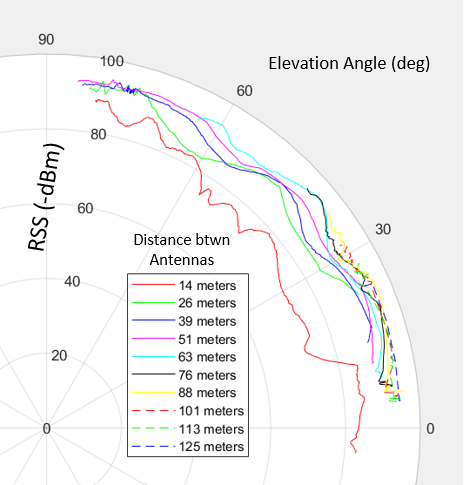 90
100
Elevation Angle (deg)
60
80
RSS (-dBm)
60
30
Distance btwn
Antennas
40
14 meters
26 meters
39 meters
51 meters
63 meters
20
76 meters
88 meters
101 meters
113 meters
125 meters
0
0